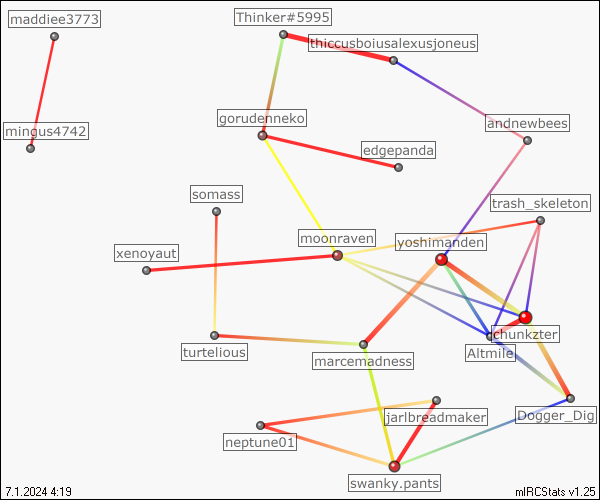 Thinker#5995
maddiee3773
thiccusboiusalexusjoneus
gorudenneko
andnewbees
mingus4742
edgepanda
somass
trash_skeleton
moonraven
yoshimanden
xenoyaut
chunkzter
turtelious
Altmile
marcemadness
jarlbreadmaker
Dogger_Dig
neptune01
swanky.pants
7.1.2024 4:19
mIRCStats v1.25